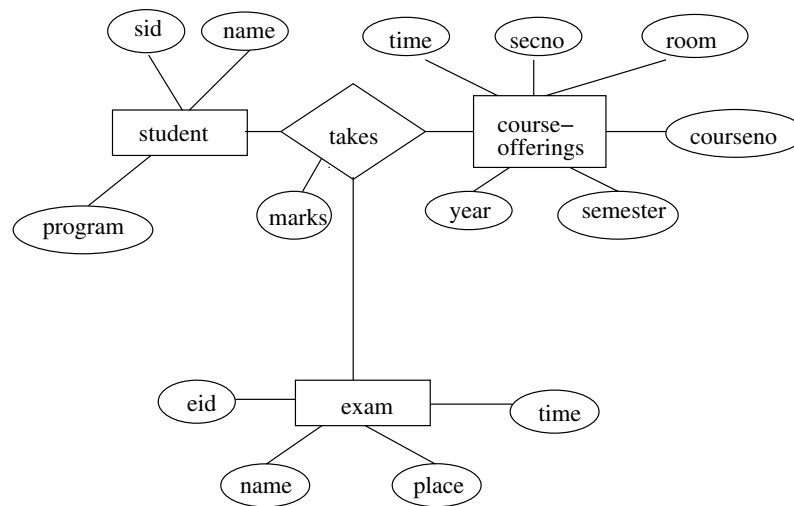 sid
name
time
secno
room
student
takes
course−
offerings
courseno
program
marks
year
semester
eid
exam
time
name
place